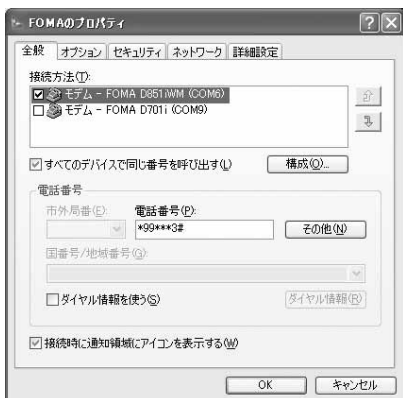 FOMAのプロパティ
全般 オプション セキュリティ ネットワーク 詳細設定
接続方法(T):
モデム - FOMA D851iWM (COM6)
モデム - FOMA D701i (COM9)
すべてのデバイスで同じ番号を呼び出す(L) 構成(O)...
電話番号
市外局番(E): 電話番号(P):
*99***3# その他(N)
国番号/地域番号(G):
ダイヤル情報を使う(S) ダイヤル情報(R)
接続時に通知領域にアイコンを表示する(W)
OK キャンセル